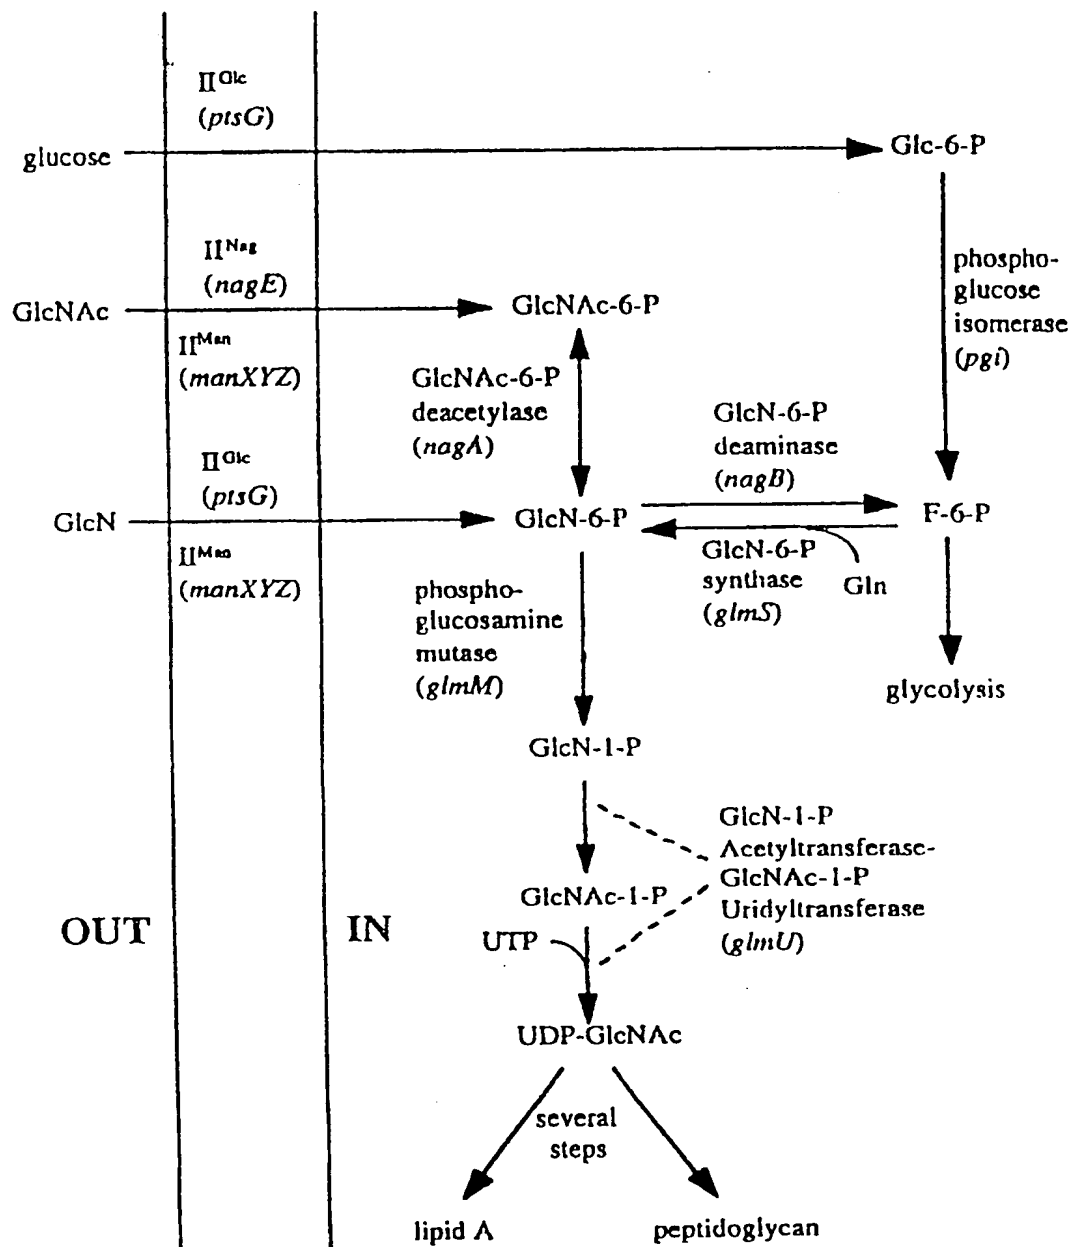 II^Glc
(ptsG)
glucose
Glc-6-P
II^Nag
(nagE)
GlcNAc
GlcNAc-6-P
phospho-
glucose
isomerase
(pgi)
II^Man
(manXYZ)
GlcNAc-6-P
deacetylase
(nagA)
GlcN-6-P
deaminase
(nagB)
II^Glc
(ptsG)
GlcN
GlcN-6-P
F-6-P
II^Man
(manXYZ)
GlcN-6-P
synthase
(glmS)
Gln
phospho-
glucosamine
mutase
(glmM)
glycolysis
GlcN-1-P
GlcN-1-P
Acetyltransferase-
GlcNAc-1-P
Uridyltransferase
(glmU)
GlcNAc-1-P
OUT
IN
UTP
UDP-GlcNAc
several
steps
lipid A
peptidoglycan